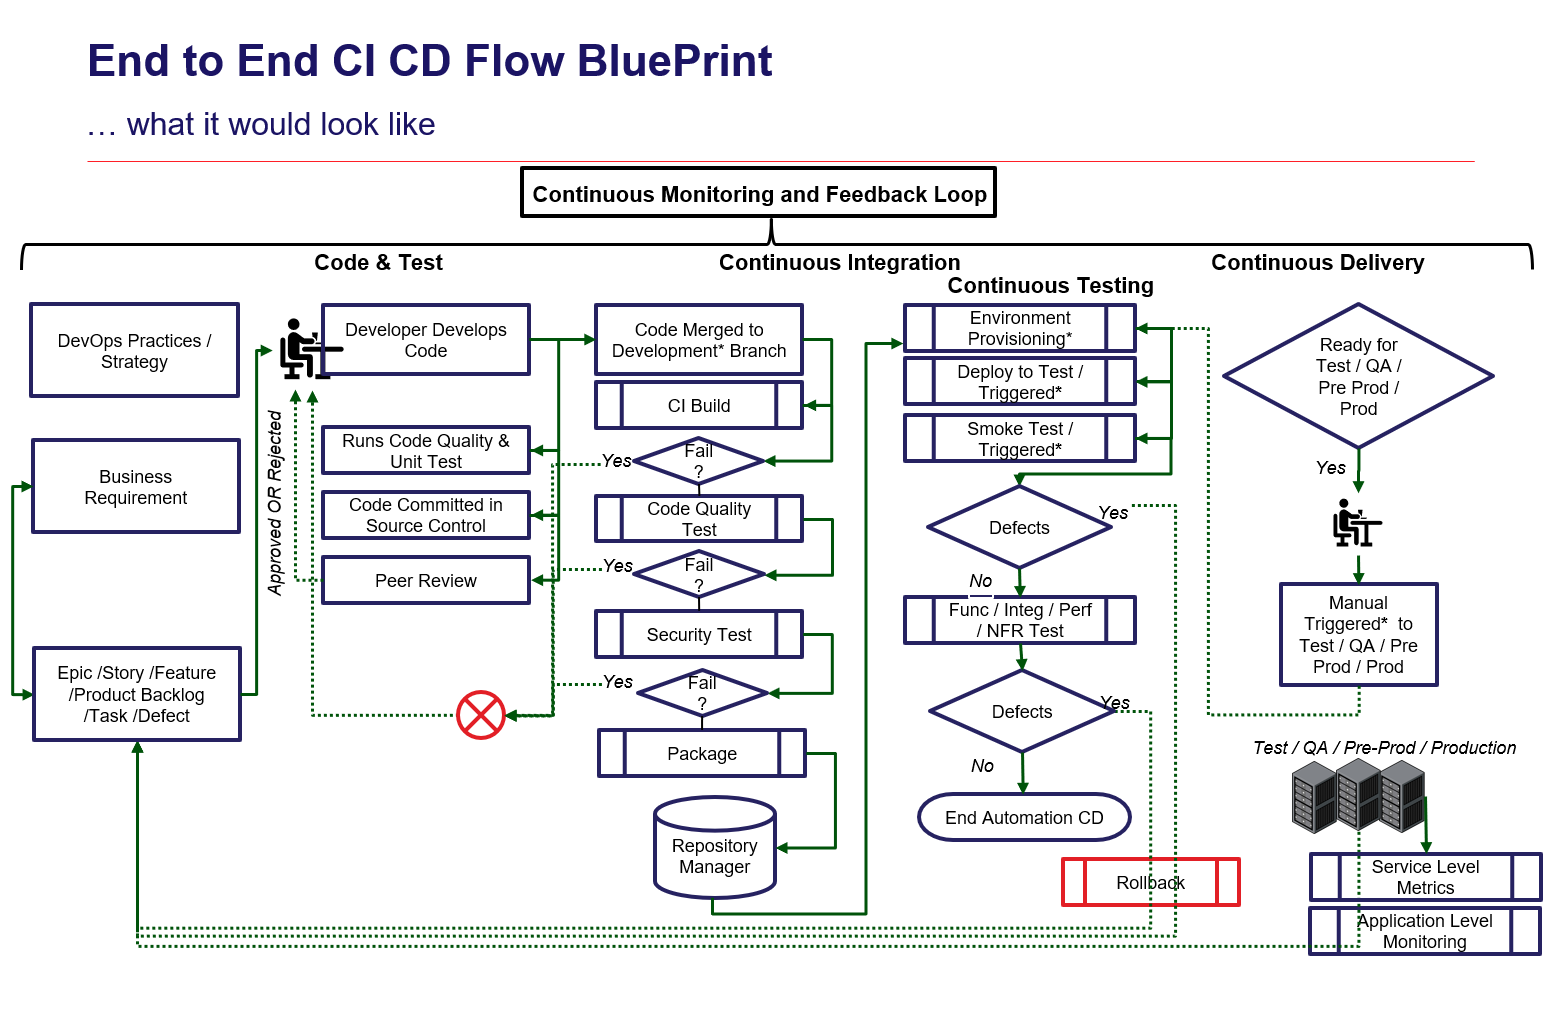 End to End CI CD Flow BluePrint
… what it would look like
Continuous Monitoring and Feedback Loop
Code & Test
Continuous Integration
Continuous Testing
Continuous Delivery
DevOps Practices /
Strategy
Business
Requirement
Epic /Story /Feature
/Product Backlog
/Task /Defect
Approved OR Rejected
Developer Develops
Code
Runs Code Quality &
Unit Test
Code Committed in
Source Control
Peer Review
Code Merged to
Development* Branch
CI Build
Yes
Fail
?
Code Quality
Test
Yes
Fail
?
Security Test
Yes
Fail
?
Package
Repository
Manager
Environment
Provisioning*
Deploy to Test /
Triggered*
Smoke Test /
Triggered*
Defects
Yes
No
Func / Integ / Perf
/ NFR Test
Defects
Yes
No
End Automation CD
Rollback
Ready for
Test / QA /
Pre Prod /
Prod
Yes
Manual
Triggered* to
Test / QA / Pre
Prod / Prod
Test / QA / Pre-Prod / Production
Service Level
Metrics
Application Level
Monitoring